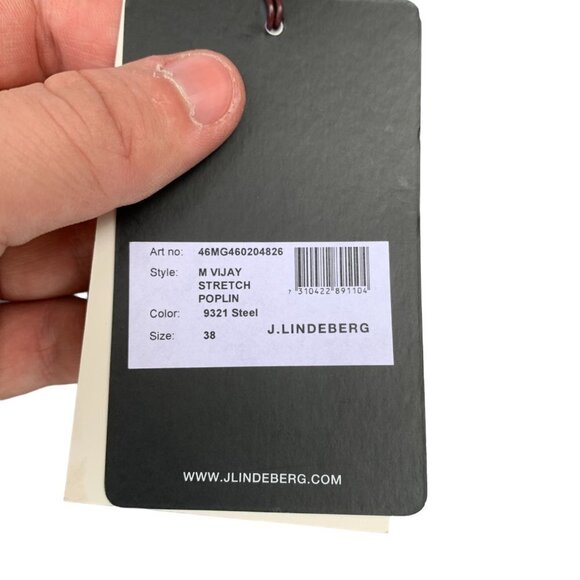 Art no: 46MG460204826
Style: M VIJAY
STRETCH
POPLIN
Color: 9321 Steel
Size: 38
7 310422 891104
J.LINDEBERG
WWW.JLINDEBERG.COM